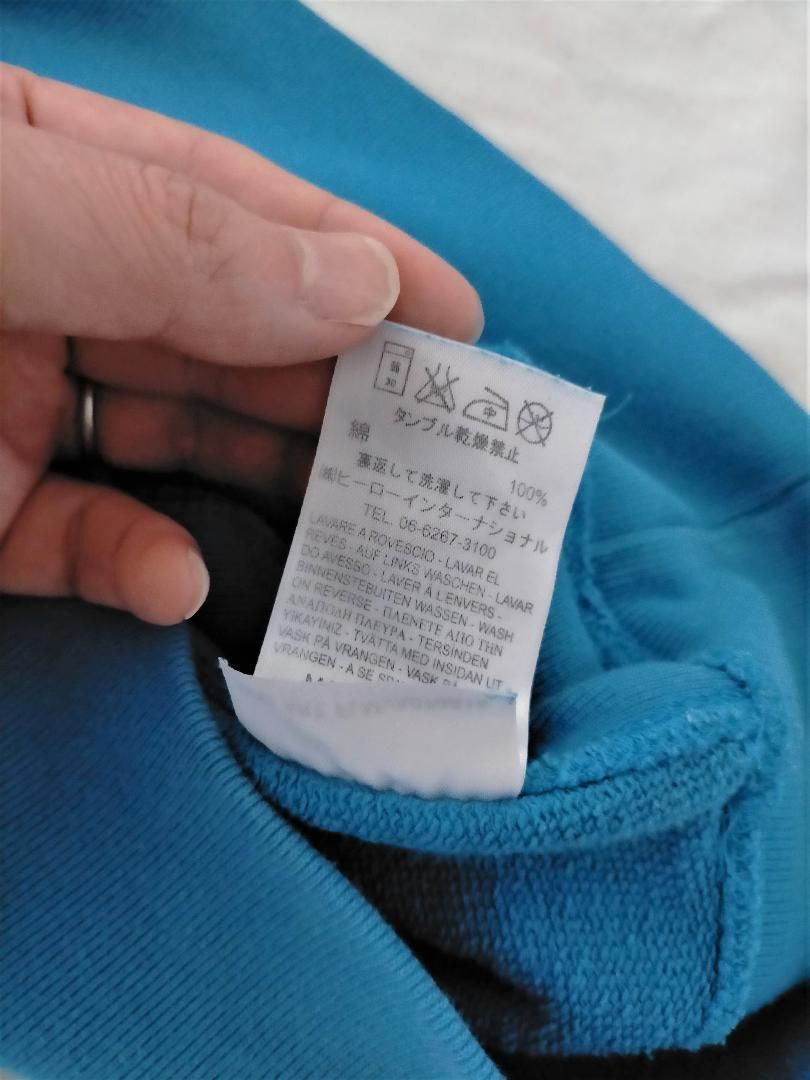 弱
30
中
タンブル乾燥禁止
綿 100%
裏返して洗濯して下さい
㈱ヒーローインターナショナル
TEL. 06-6267-3100
LAVARE A ROVESCIO - LAVAR EL
REVÉS - AUF LINKS WASCHEN - LAVAR
DO AVESSO - LAVER À L'ENVERS -
BINNENSTEBUITEN WASSEN - WASH
ON REVERSE - ΠΛΕΝΕΤΕ ΑΠΟ ΤΗΝ
ΑΝΑΠΟΔΗ ΠΛΕΥΡΑ - TERSINDEN
YIKAYINIZ - TVÄTTA MED INSIDAN UT -
VASK PÅ VRANGEN - VASK PÅ
VRANGEN - A SE